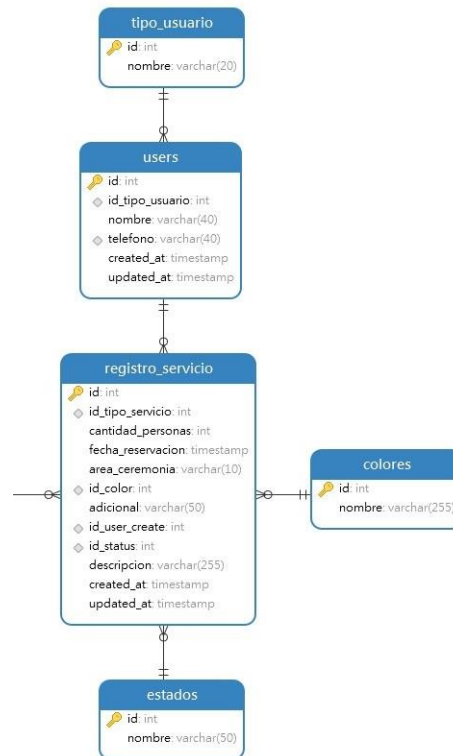 tipo_usuario
id: int
nombre: varchar(20)
users
id: int
id_tipo_usuario: int
nombre: varchar(40)
telefono: varchar(40)
created_at: timestamp
updated_at: timestamp
registro_servicio
id: int
id_tipo_servicio: int
cantidad_personas: int
fecha_reservacion: timestamp
area_ceremonia: varchar(10)
id_color: int
adicional: varchar(50)
id_user_create: int
id_status: int
descripcion: varchar(255)
created_at: timestamp
updated_at: timestamp
colores
id: int
nombre: varchar(255)
estados
id: int
nombre: varchar(50)